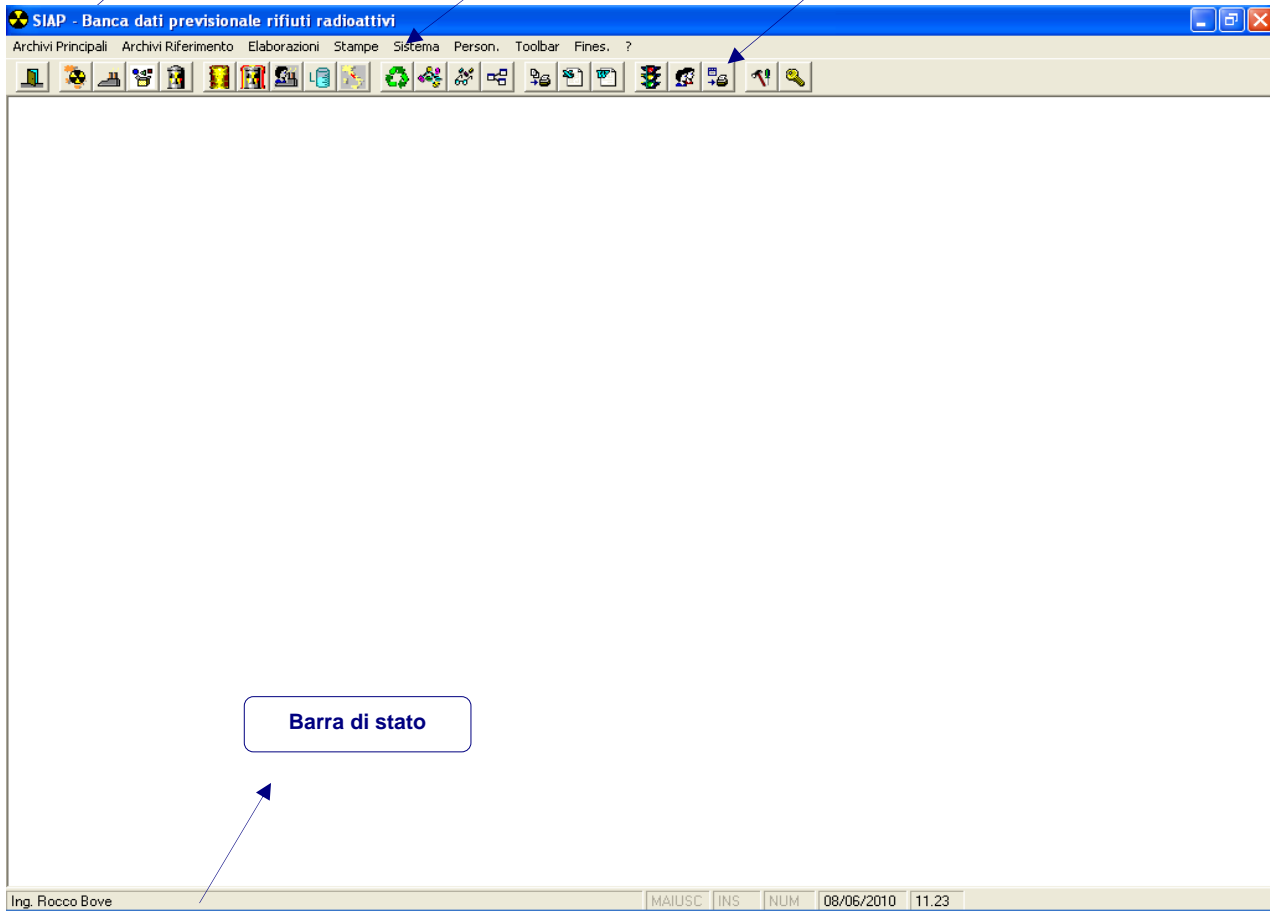 SIAP - Banca dati previsionale rifiuti radioattivi
Archivi Principali Archivi Riferimento Elaborazioni Stampe Sistema Person. Toolbar Fines. ?
Barra di stato
Ing. Rocco Bove MAIUSC INS NUM 08/06/2010 11.23